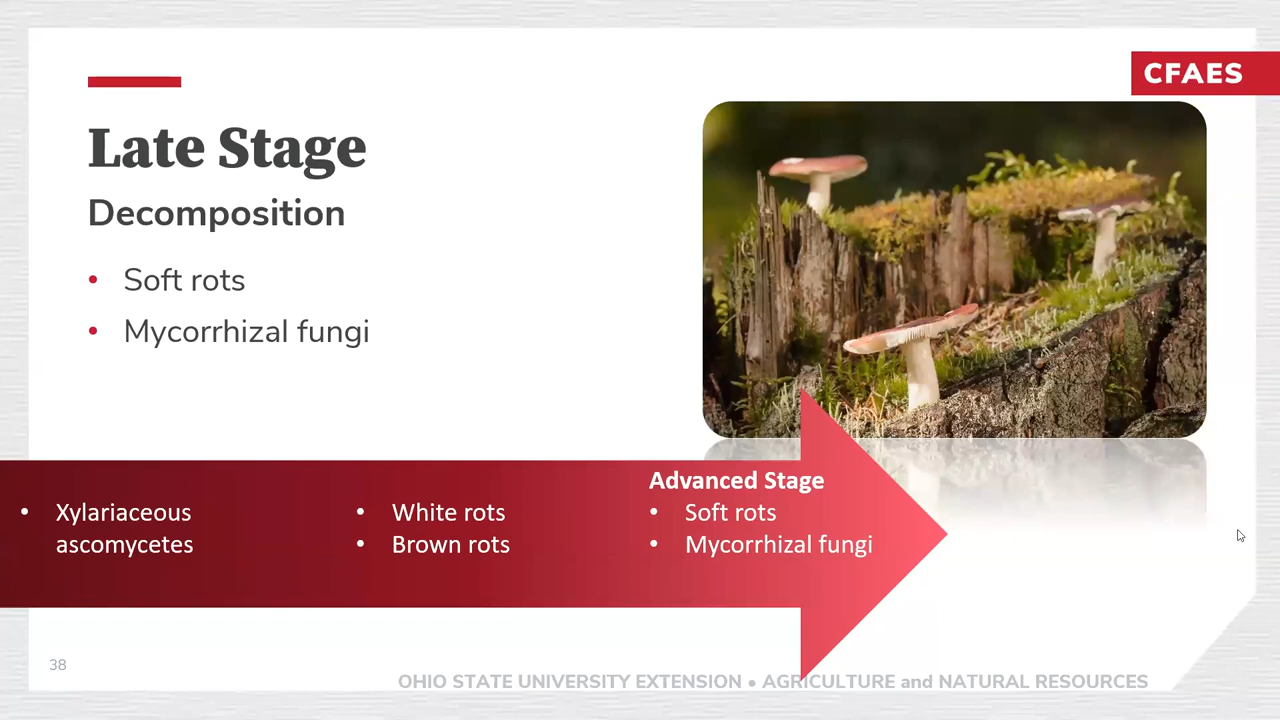 CFAES
Late Stage
Decomposition
• Soft rots
• Mycorrhizal fungi
• Xylariaceous
ascomycetes
• White rots
• Brown rots
Advanced Stage
• Soft rots
• Mycorrhizal fungi
38
OHIO STATE UNIVERSITY EXTENSION • AGRICULTURE and NATURAL RESOURCES